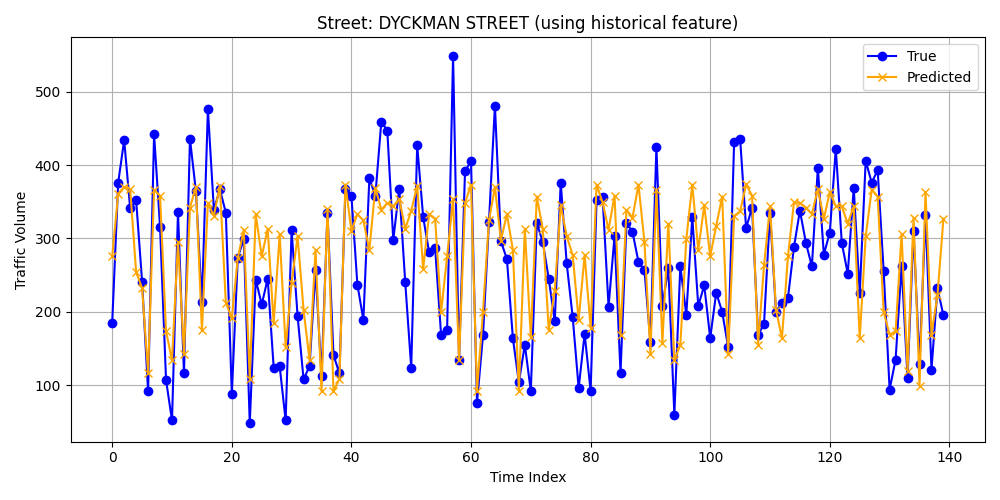 Street: DYCKMAN STREET (using historical feature)
True
Predicted
Traffic Volume
500
400
300
200
100
0 20 40 60 80 100 120 140
Time Index